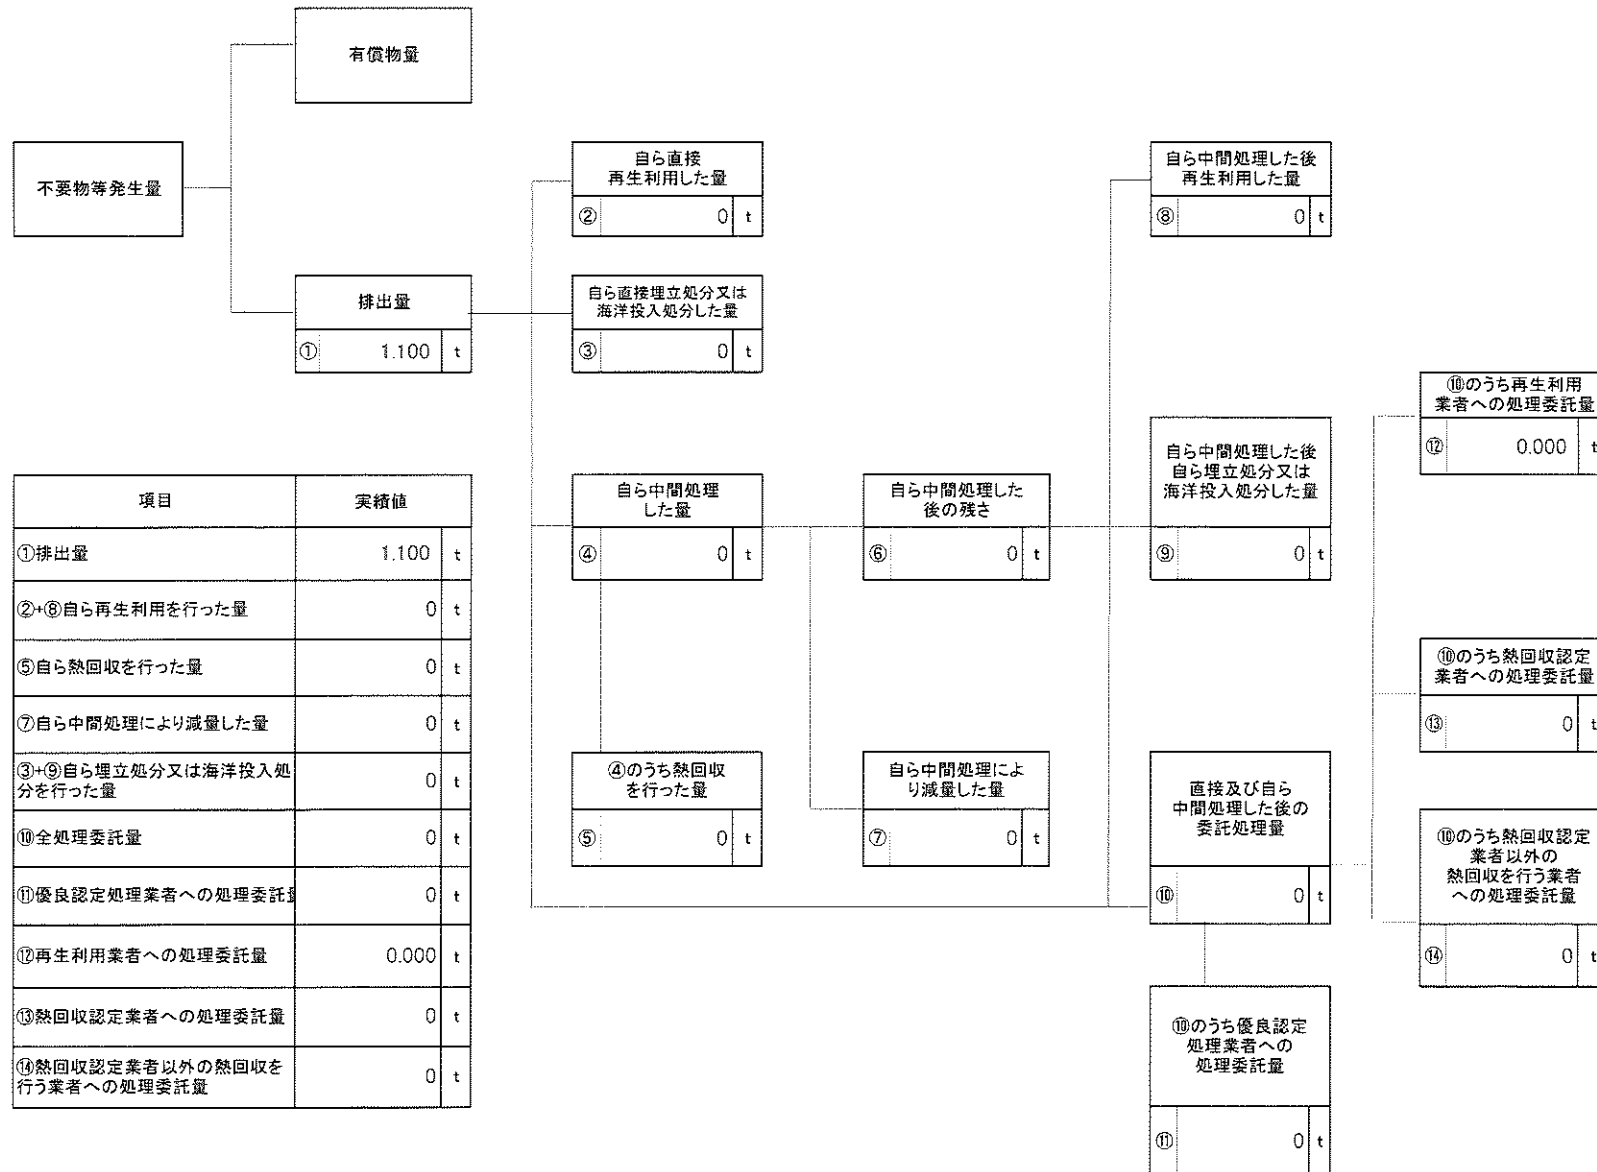 有償物量
不要物等発生量
排出量
① 1.100 t
自ら直接
再生利用した量
② 0 t
自ら直接埋立処分又は
海洋投入処分した量
③ 0 t
自ら中間処理
した量
④ 0 t
④のうち熱回収
を行った量
⑤ 0 t
自ら中間処理した
後の残さ
⑥ 0 t
自ら中間処理によ
り減量した量
⑦ 0 t
自ら中間処理した後
再生利用した量
⑧ 0 t
自ら中間処理した後
自ら埋立処分又は
海洋投入処分した量
⑨ 0 t
直接及び自ら
中間処理した後の
委託処理量
⑩ 0 t
⑩のうち優良認定
処理業者への
処理委託量
⑪ 0 t
⑩のうち再生利用
業者への処理委託量
⑫ 0.000 t
⑩のうち熱回収認定
業者への処理委託量
⑬ 0 t
⑩のうち熱回収認定
業者以外の
熱回収を行う業者
への処理委託量
⑭ 0 t
項目 実績値
①排出量 1.100 t
②+⑧自ら再生利用を行った量 0 t
⑤自ら熱回収を行った量 0 t
⑦自ら中間処理により減量した量 0 t
③+⑨自ら埋立処分又は海洋投入処
分を行った量 0 t
⑩全処理委託量 0 t
⑪優良認定処理業者への処理委託量 0 t
⑫再生利用業者への処理委託量 0.000 t
⑬熱回収認定業者への処理委託量 0 t
⑭熱回収認定業者以外の熱回収を
行う業者への処理委託量 0 t